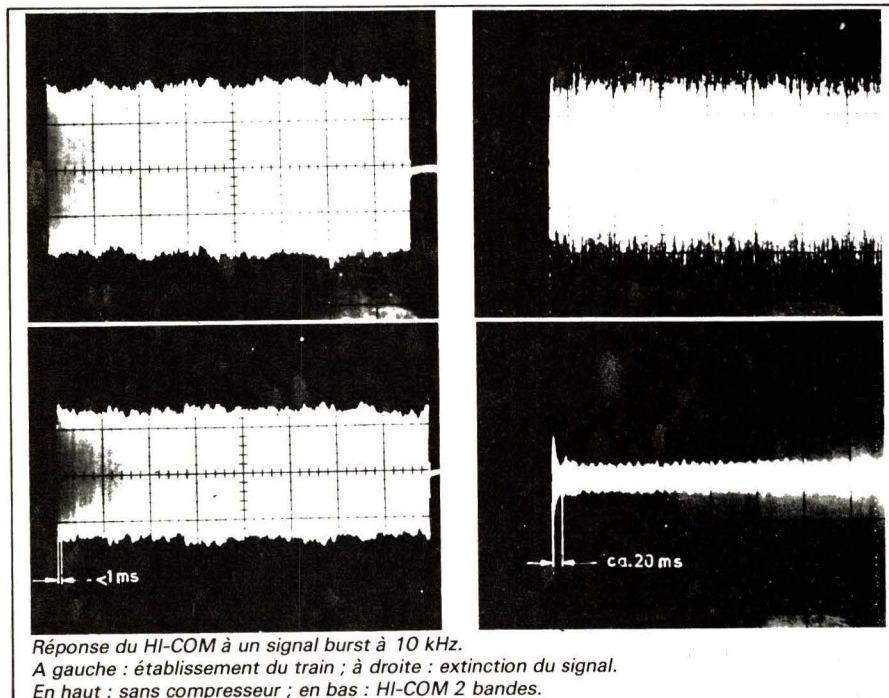 <1ms
ca.20 ms
Réponse du HI-COM à un signal burst à 10 kHz.
A gauche : établissement du train ; à droite : extinction du signal.
En haut : sans compresseur ; en bas : HI-COM 2 bandes.